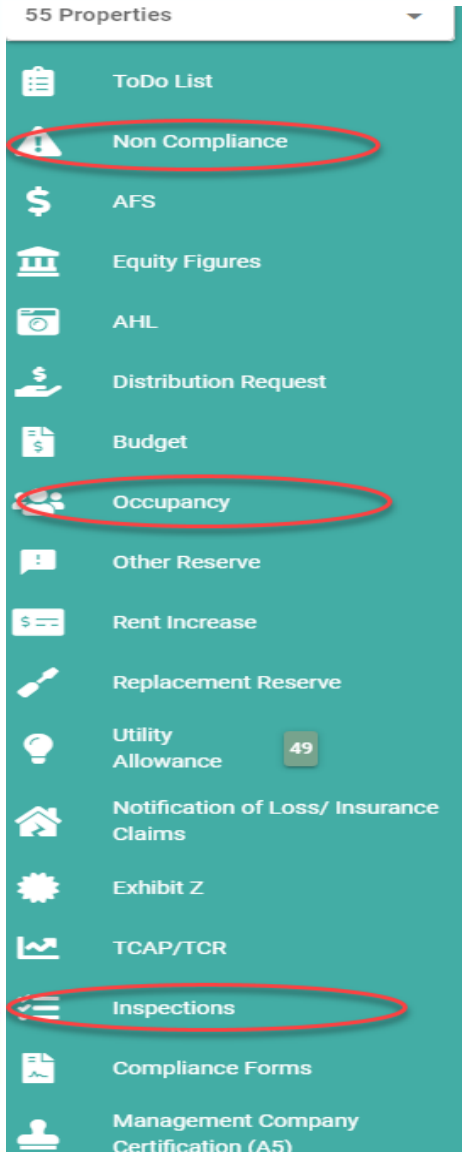 55 Properties
ToDo List
Non Compliance
$
AFS
Equity Figures
AHL
$
Distribution Request
$
Budget
Occupancy
!
Other Reserve
$
Rent Increase
Replacement Reserve
Utility
Allowance
49
Notification of Loss/ Insurance
Claims
Exhibit Z
TCAP/TCR
Inspections
Compliance Forms
Management Company
Certification (A5)